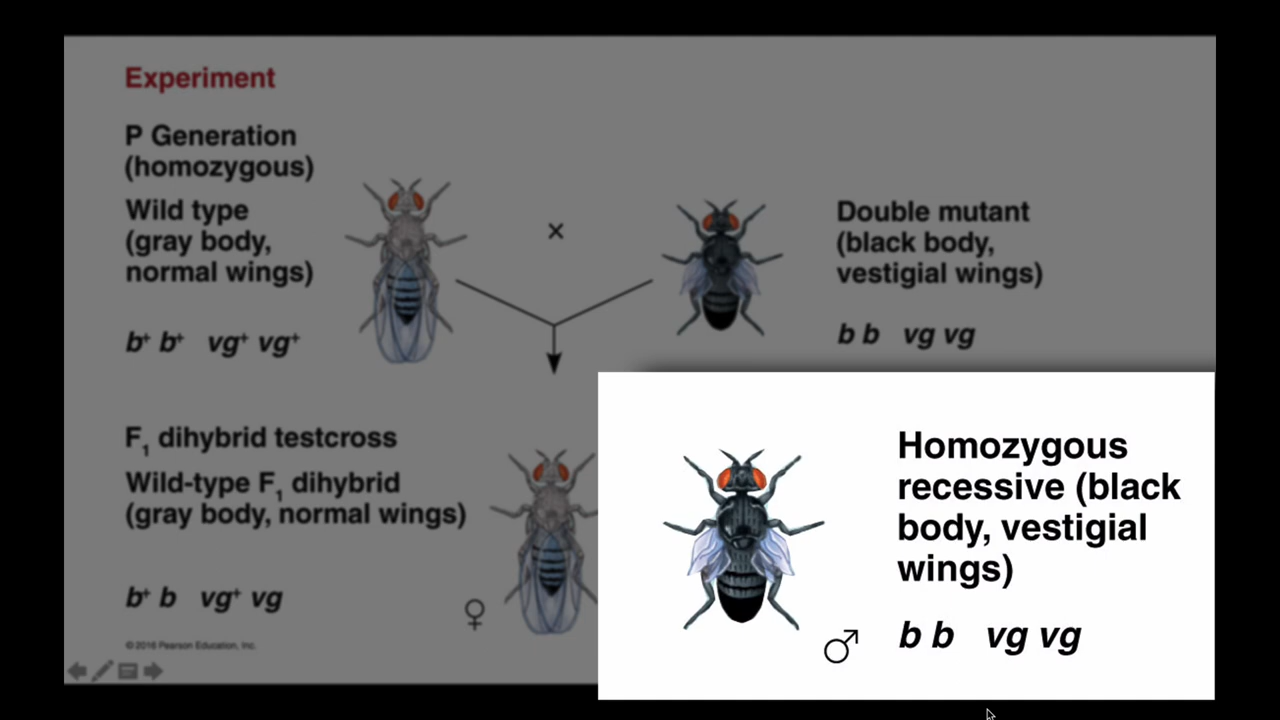 Experiment
P Generation
(homozygous)
Wild type
(gray body,
normal wings)
b⁺ b⁺ vg⁺ vg⁺
×
Double mutant
(black body,
vestigial wings)
b b vg vg
F₁ dihybrid testcross
Wild-type F₁ dihybrid
(gray body, normal wings)
b⁺ b vg⁺ vg
♀
Homozygous
recessive (black
body, vestigial
wings)
♂
b b vg vg
© 2016 Pearson Education, Inc.